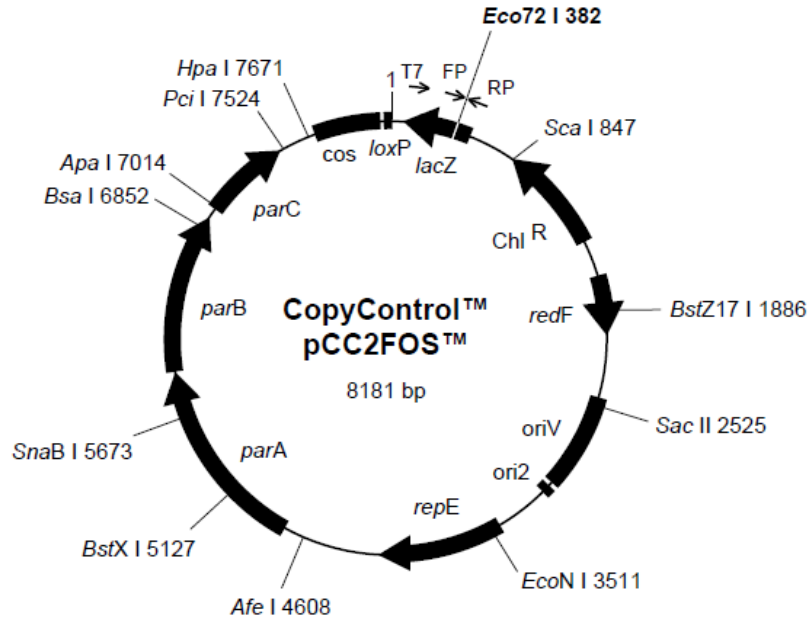 Eco72 I 382
Hpa I 7671
1
T7
FP
RP
Pci I 7524
Sca I 847
cos
loxP
lacZ
Apa I 7014
Bsa I 6852
parC
Chl R
CopyControl™
pCC2FOS™
8181 bp
parB
redF
BstZ17 I 1886
SnaB I 5673
parA
oriV
Sac II 2525
ori2
repE
BstX I 5127
EcoN I 3511
Afe I 4608